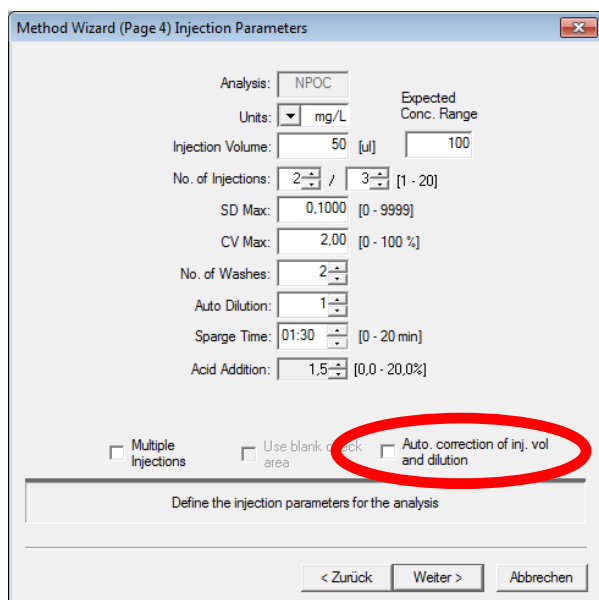 Method Wizard (Page 4) Injection Parameters
Analysis: NPOC
Expected
Units: mg/L Conc. Range
Injection Volume: 50 [ul] 100
No. of Injections: 2 / 3 [1 - 20]
SD Max: 0,1000 [0 - 9999]
CV Max: 2,00 [0 - 100 %]
No. of Washes: 2
Auto Dilution: 1
Sparge Time: 01:30 [0 - 20 min]
Acid Addition: 1,5 [0,0 - 20,0%]
Multiple Use blank check Auto. correction of inj. vol
Injections area and dilution
Define the injection parameters for the analysis
< Zurück Weiter > Abbrechen